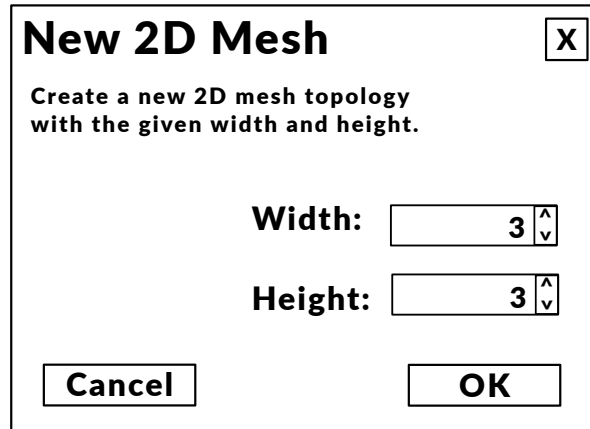 New 2D Mesh X
Create a new 2D mesh topology
with the given width and height.
Width: 3
Height: 3
Cancel OK